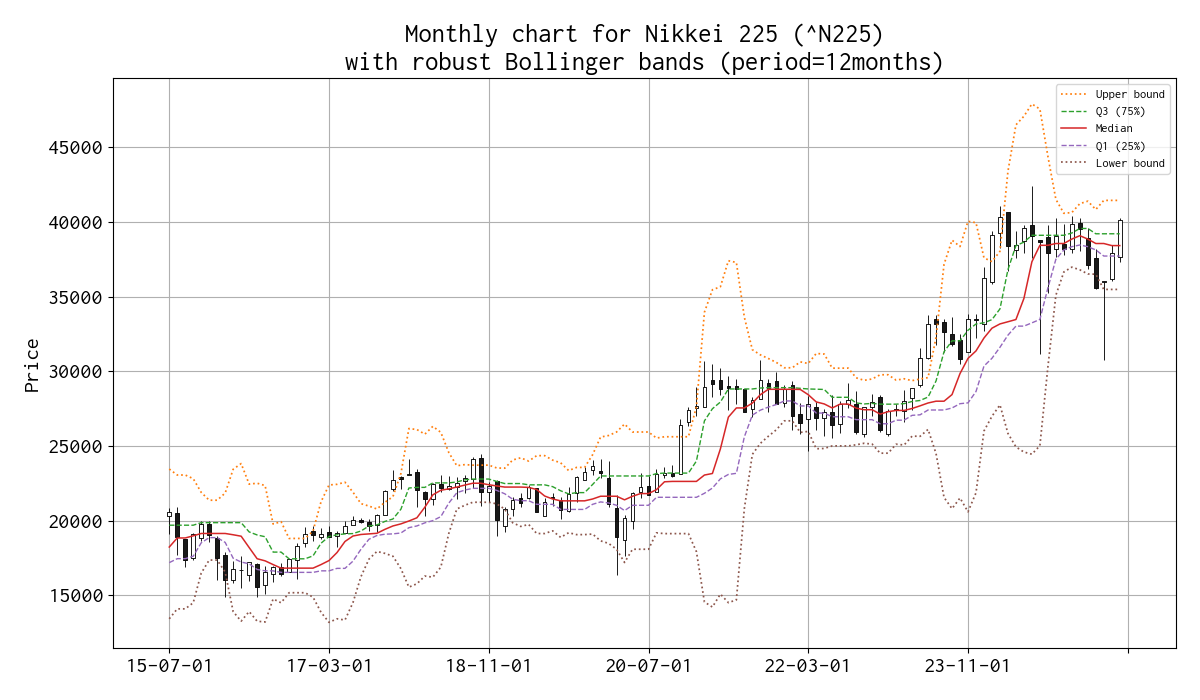 Monthly chart for Nikkei 225 (^N225)
with robust Bollinger bands (period=12months)
Upper bound
Q3 (75%)
Median
Q1 (25%)
Lower bound
Price
45000
40000
35000
30000
25000
20000
15000
15-07-01
17-03-01
18-11-01
20-07-01
22-03-01
23-11-01